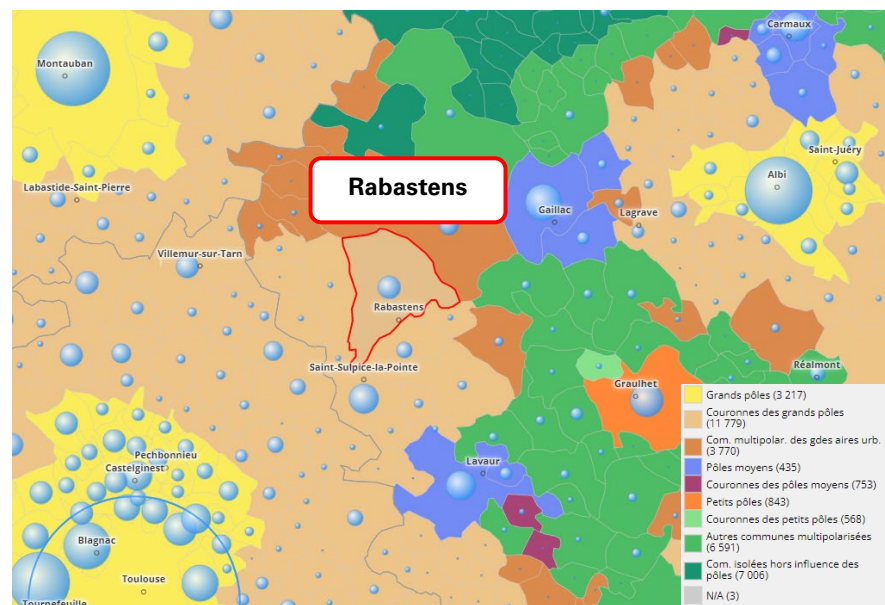 Carmaux
Montauban
Rabastens
Saint-Juéry
Albi
Labastide-Saint-Pierre
Gaillac
Lagrave
Villemur-sur-Tarn
Rabastens
Saint-Sulpice-la-Pointe
Réalmont
Graulhet
Pechbonnieu
Castelginest
Lavaur
Blagnac
Toulouse
Tournefeuille
Grands pôles (3 217)
Couronnes des grands pôles
(11 779)
Com. multipolar. des gdes aires urb.
(3 770)
Pôles moyens (435)
Couronnes des pôles moyens (753)
Petits pôles (843)
Couronnes des petits pôles (568)
Autres communes multipolarisées
(6 591)
Com. isolées hors influence des
pôles (7 006)
N/A (3)